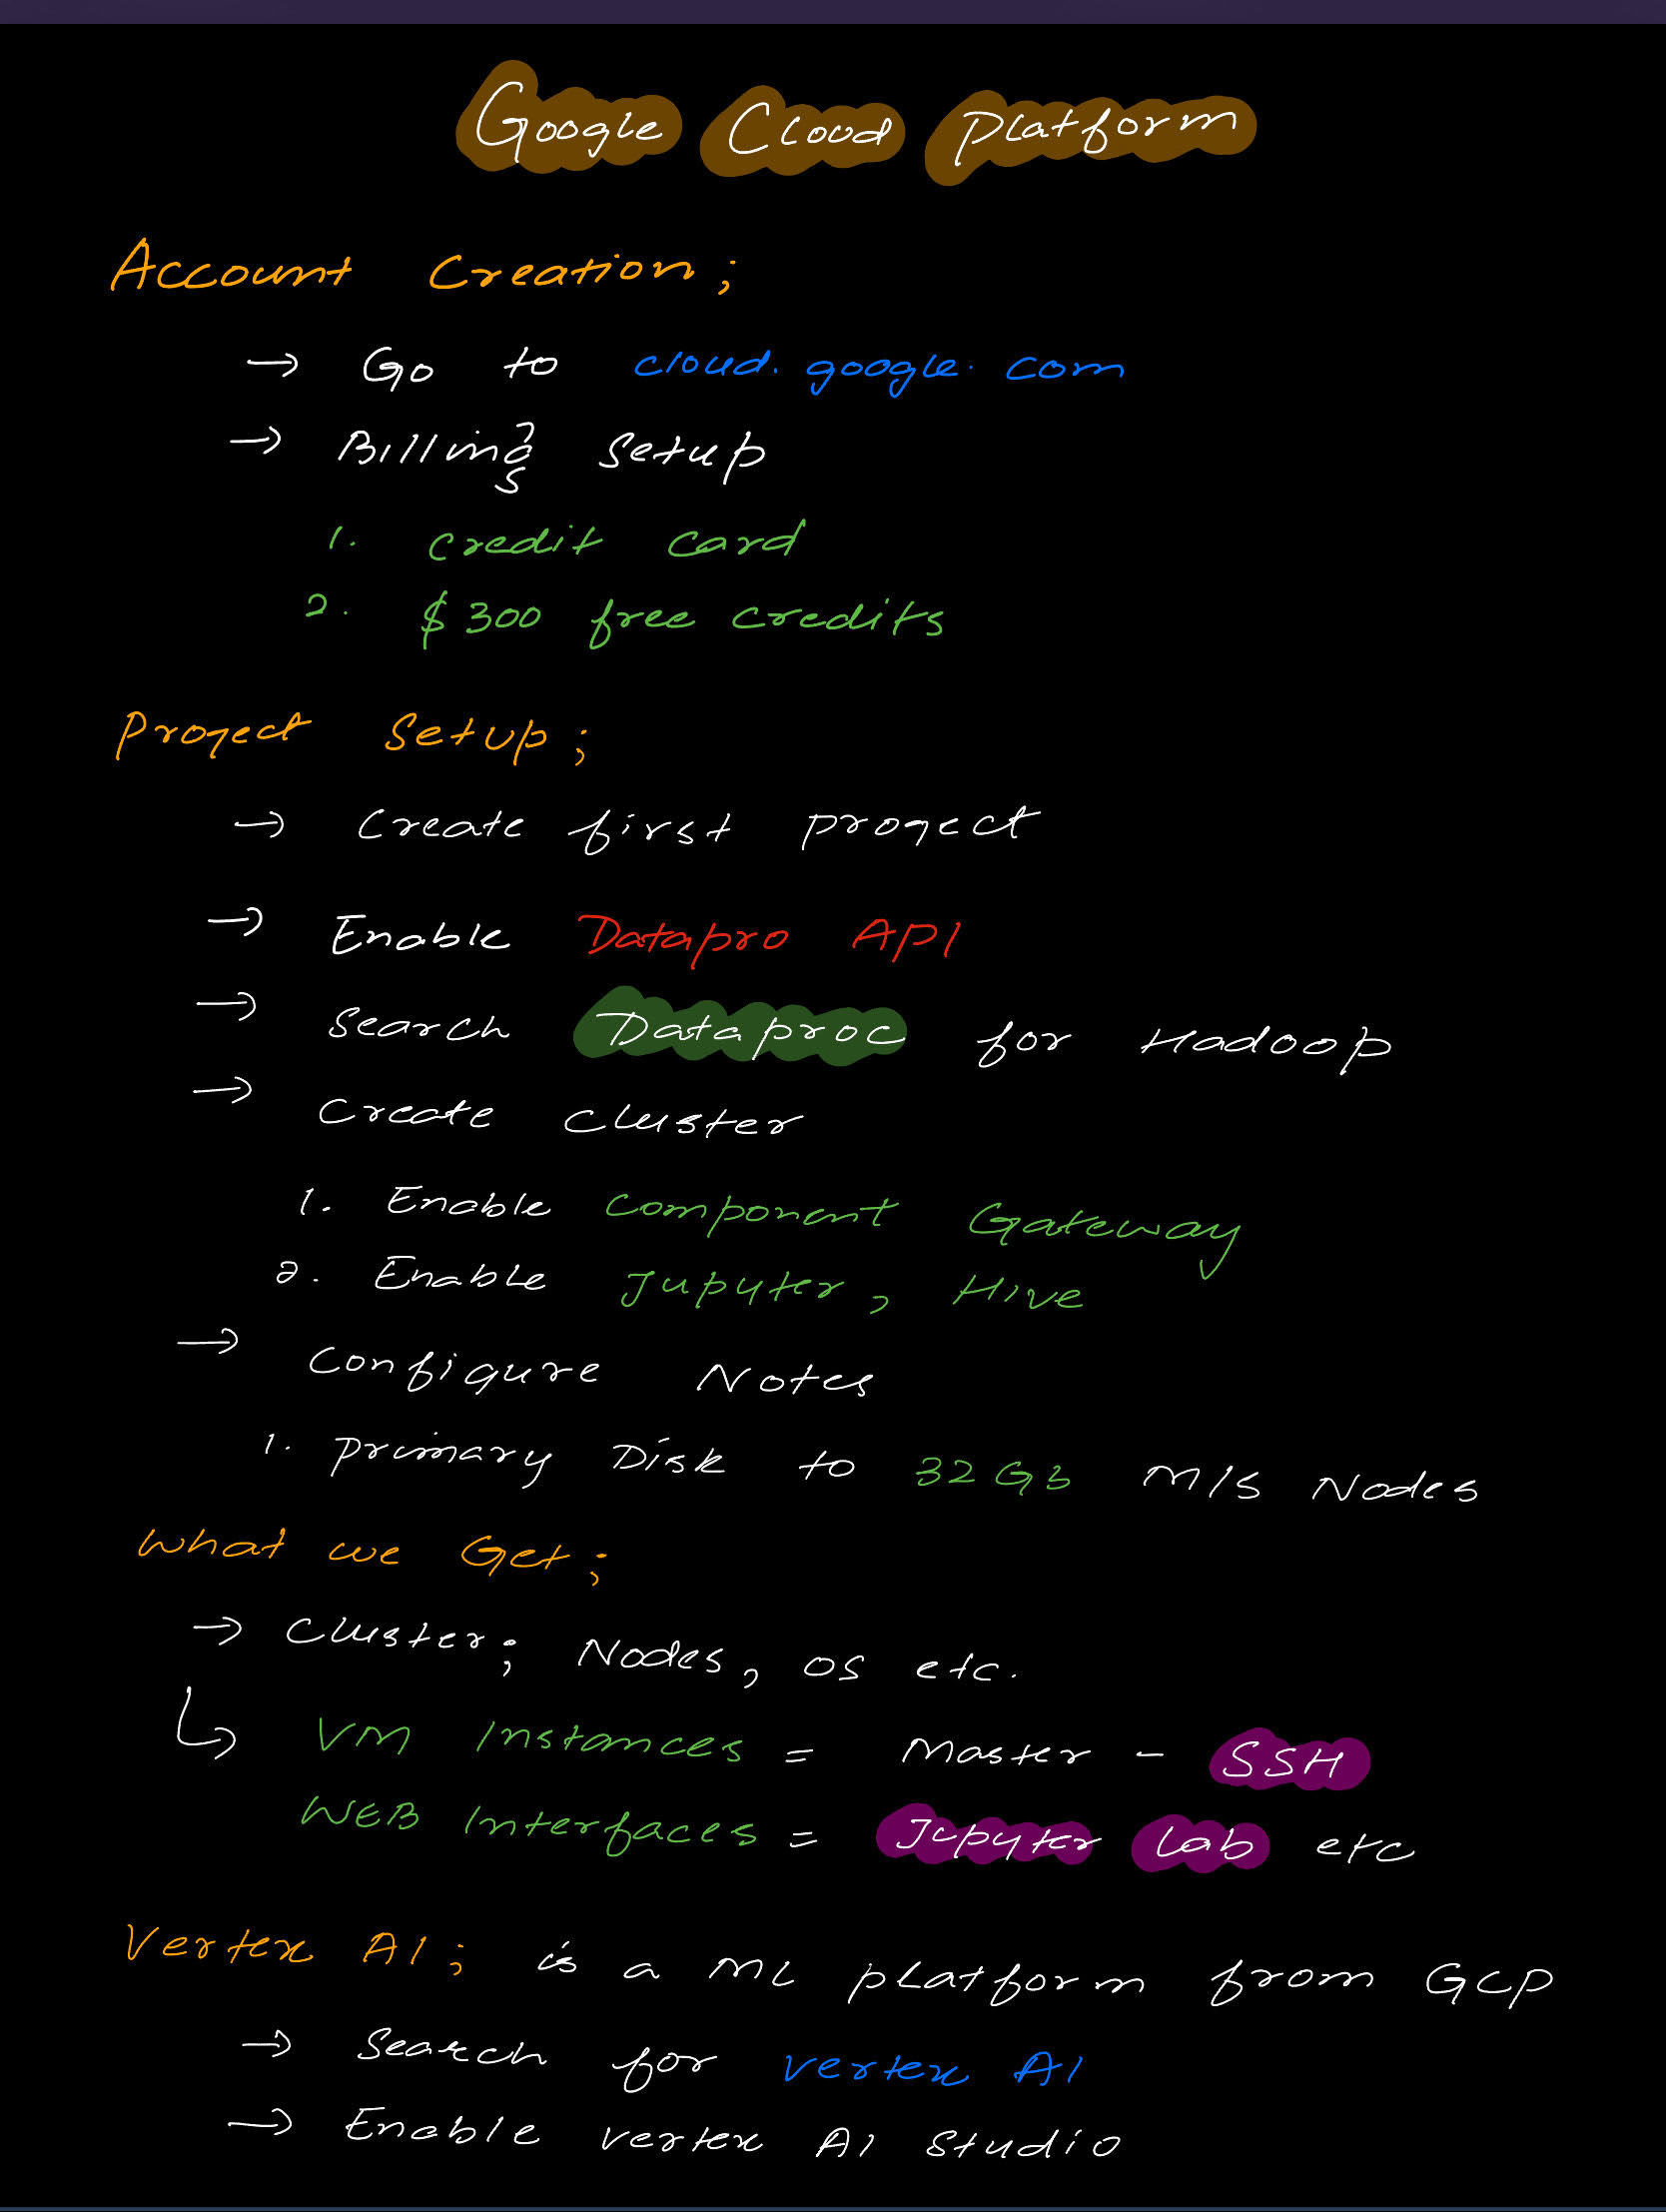 Google Cloud Platform
Account Creation;
→ Go to cloud.google.com
→ Billing Setup
1. Credit Card
2. $300 free credits
Project Setup;
→ Create first project
→ Enable Datapro API
→ Search Dataproc for Hadoop
→ Create cluster
1. Enable Component Gateway
2. Enable Jupyter, Hive
→ Configure Notes
1. Primary Disk to 32 GB M/S Nodes
What we Get;
→ Cluster; Nodes, OS etc.
↳ VM Instances = Master - SSH
WEB Interfaces = Jupyter Lab etc
Vertex AI; is a ML platform from GCP
→ Search for Vertex AI
→ Enable Vertex AI Studio